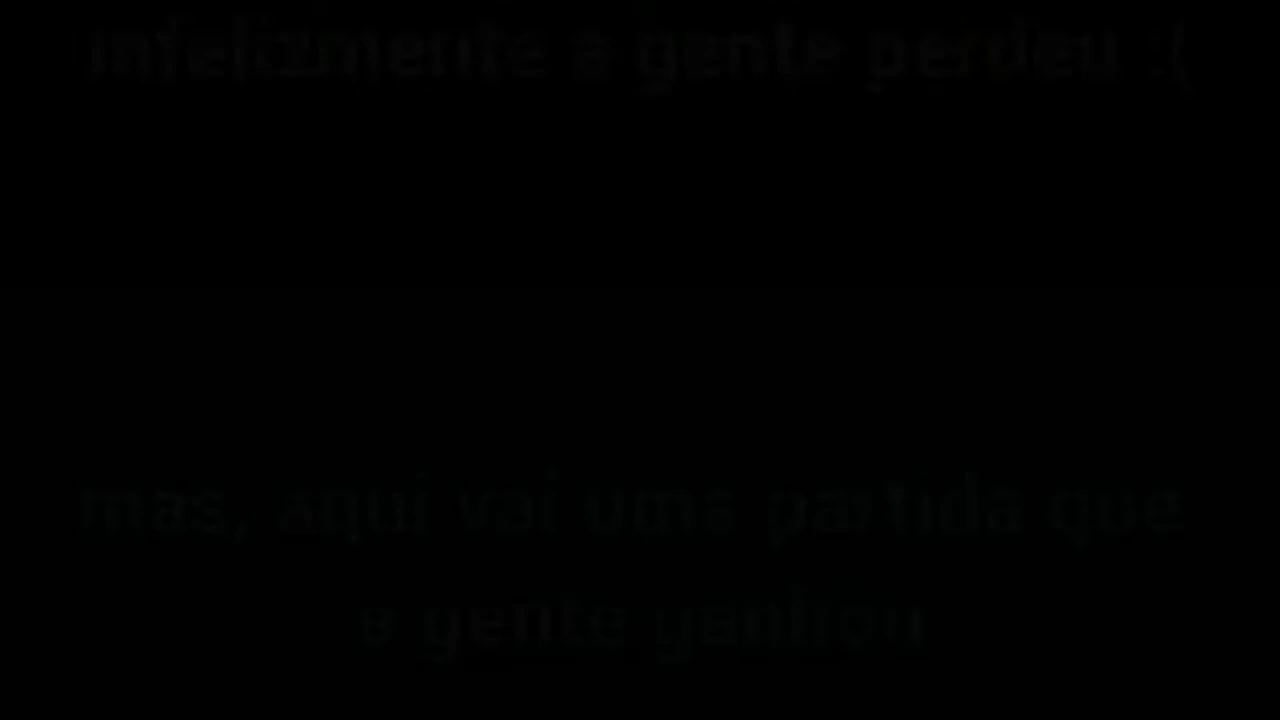 infelizmente a gente perdeu :(
mas, aqui vai uma partida que
a gente ganhou